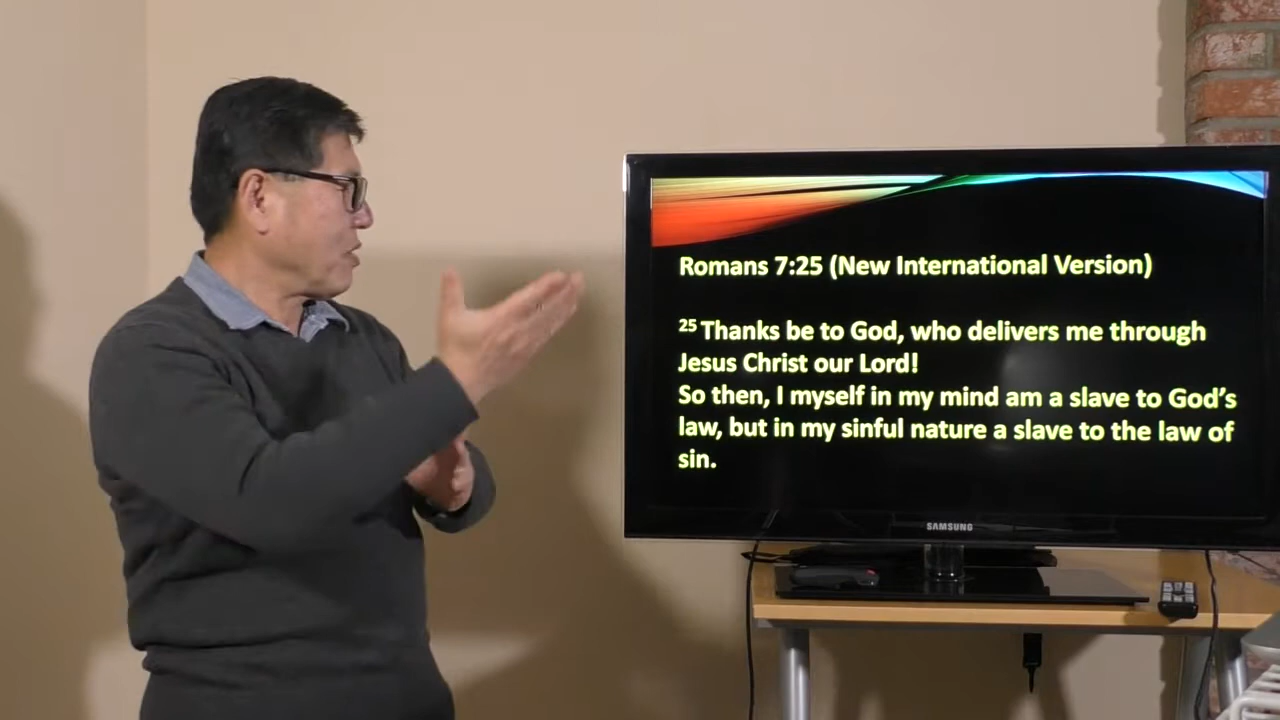 Romans 7:25 (New International Version)
25 Thanks be to God, who delivers me through
Jesus Christ our Lord!
So then, I myself in my mind am a slave to God’s
law, but in my sinful nature a slave to the law of
sin.
SAMSUNG